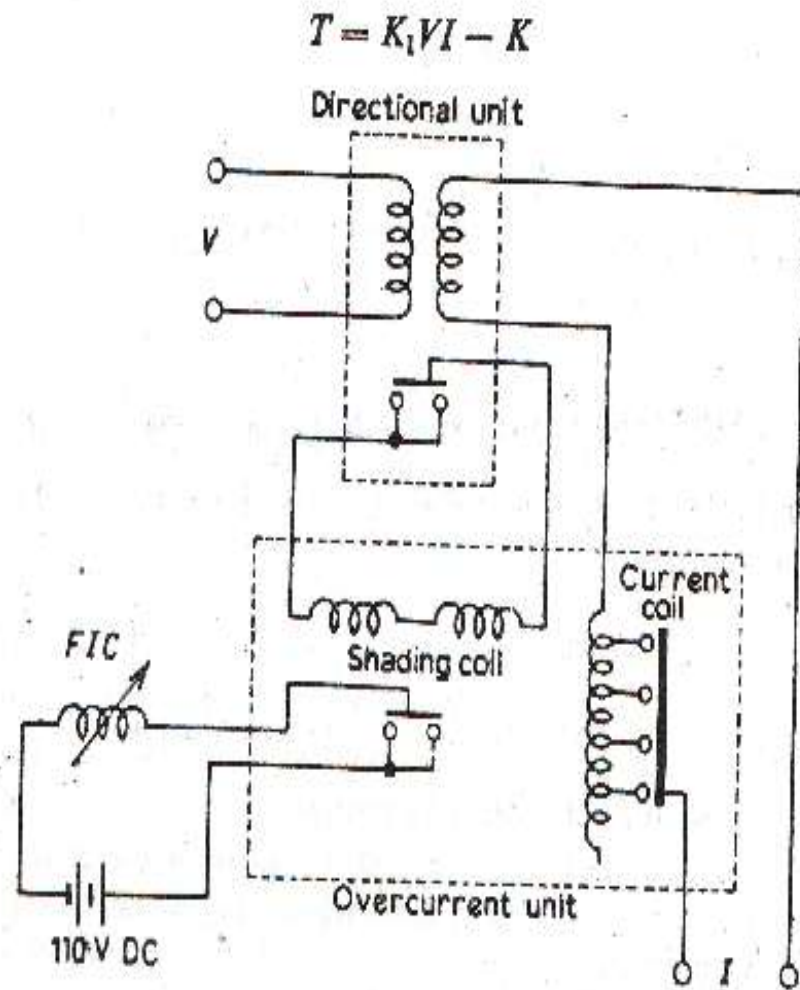 T = K₁VI − K
Directional unit
V
Current
coil
FIC
Shading coil
Overcurrent unit
110 V DC
I